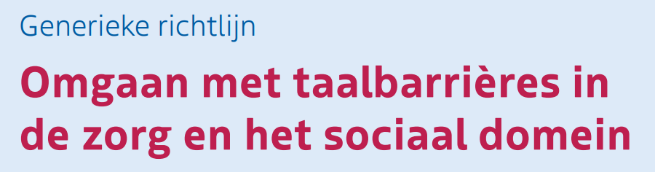 Generieke richtlijn
Omgaan met taalbarrières in
de zorg en het sociaal domein